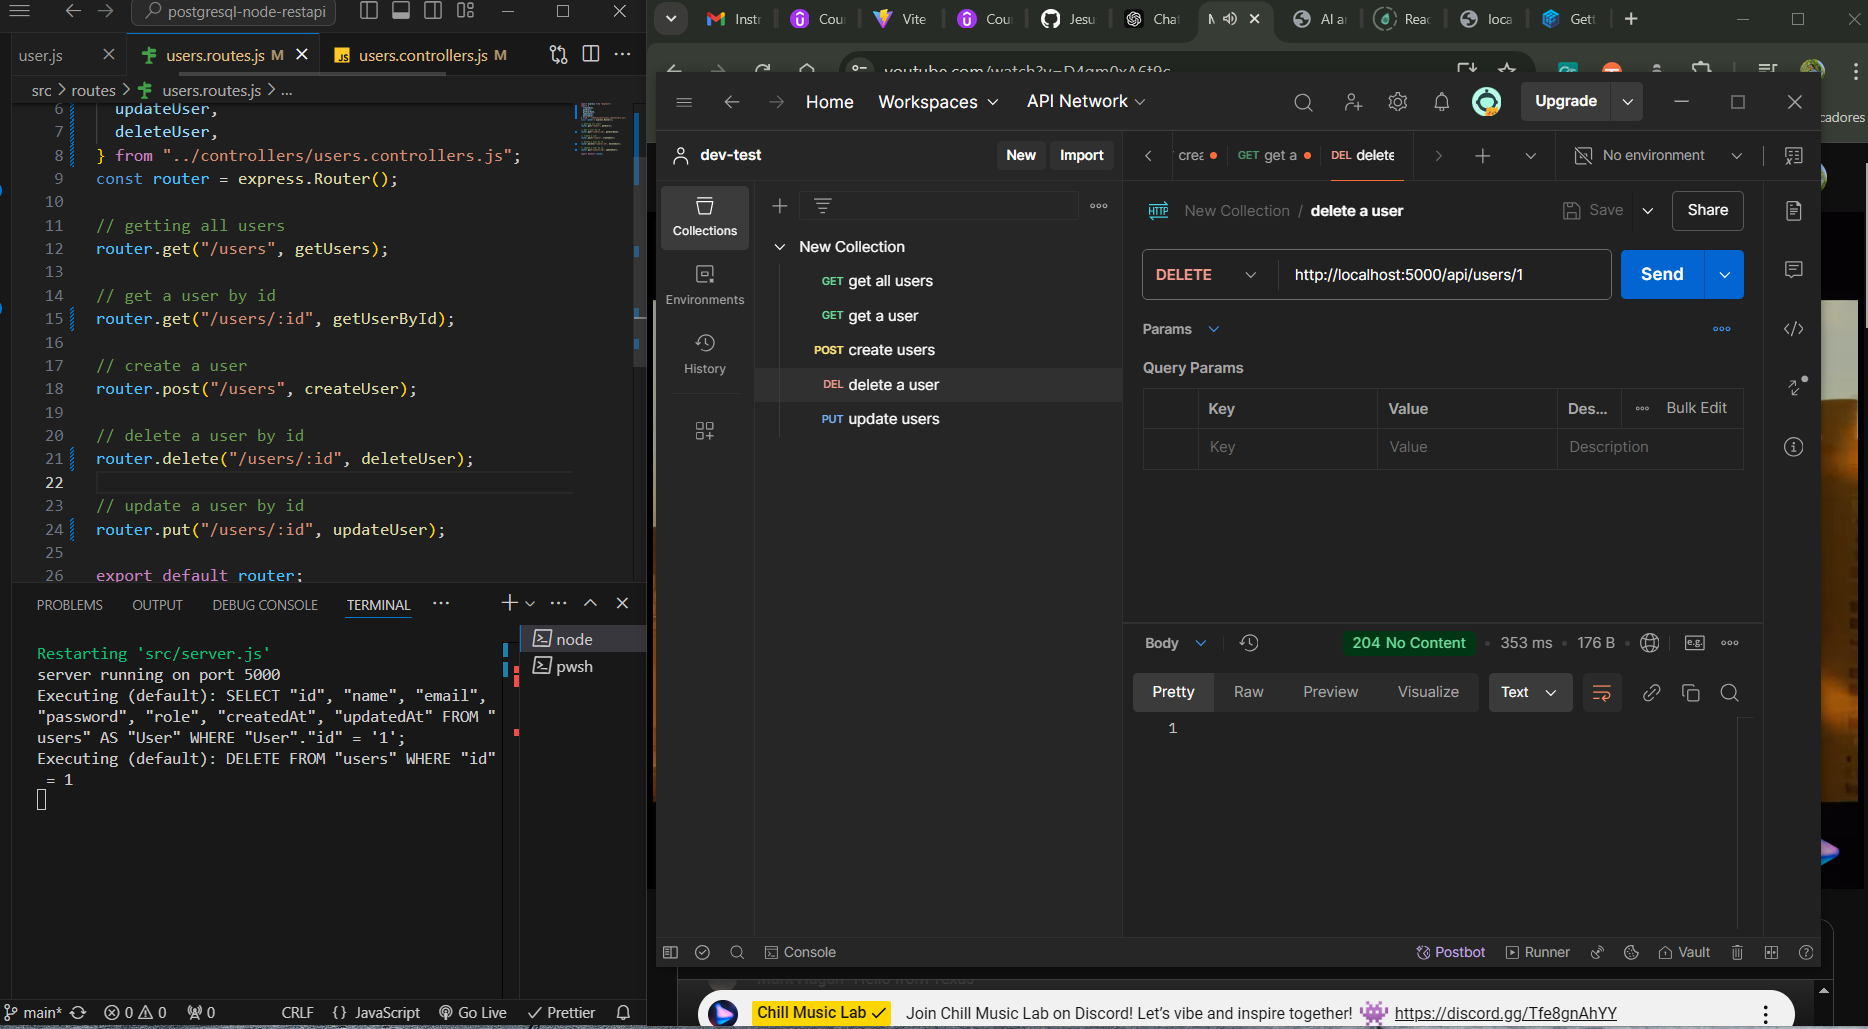 postgresql-node-restapi
user.js
users.routes.js M
users.controllers.js M
src > routes > users.routes.js > ...
6 updateUser,
7 deleteUser,
8 } from "../controllers/users.controllers.js";
9 const router = express.Router();
10
11 // getting all users
12 router.get("/users", getUsers);
13
14 // get a user by id
15 router.get("/users/:id", getUserById);
16
17 // create a user
18 router.post("/users", createUser);
19
20 // delete a user by id
21 router.delete("/users/:id", deleteUser);
22
23 // update a user by id
24 router.put("/users/:id", updateUser);
25
26 export default router;
PROBLEMS OUTPUT DEBUG CONSOLE TERMINAL
node
pwsh
Restarting 'src/server.js'
server running on port 5000
Executing (default): SELECT "id", "name", "email",
"password", "role", "createdAt", "updatedAt" FROM "
users" AS "User" WHERE "User"."id" = '1';
Executing (default): DELETE FROM "users" WHERE "id"
= 1
main* 0 0 0 CRLF {} JavaScript Go Live Prettier
Instr Cou Vite Cou Jesu Chat M AI ar Reac loca Gett
youtube.com/watch?v=D4gm0xA6t9c
cadores
Home Workspaces API Network Upgrade
dev-test New Import
crea GET get a DEL delete No environment
Collections
Environments
History
New Collection
GET get all users
GET get a user
POST create users
DEL delete a user
PUT update users
HTTP New Collection / delete a user Save Share
DELETE http://localhost:5000/api/users/1 Send
Params
Query Params
Key Value Des... Bulk Edit
Key Value Description
Body 204 No Content 353 ms 176 B e.g.
Pretty Raw Preview Visualize Text
1
Console Postbot Runner Vault
Chill Music Lab Join Chill Music Lab on Discord! Let's vibe and inspire together! https://discord.gg/Tfe8gnAhYY